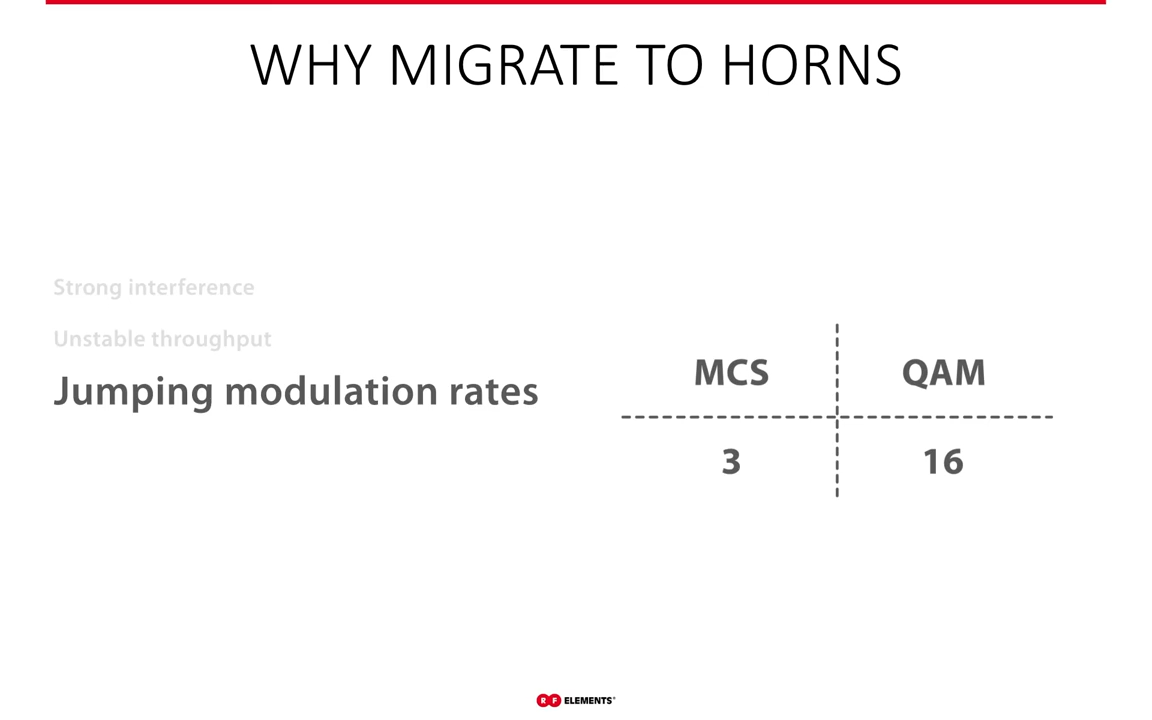 WHY MIGRATE TO HORNS
Strong interference
Unstable throughput
Jumping modulation rates
MCS QAM
3 16
RF ELEMENTS®